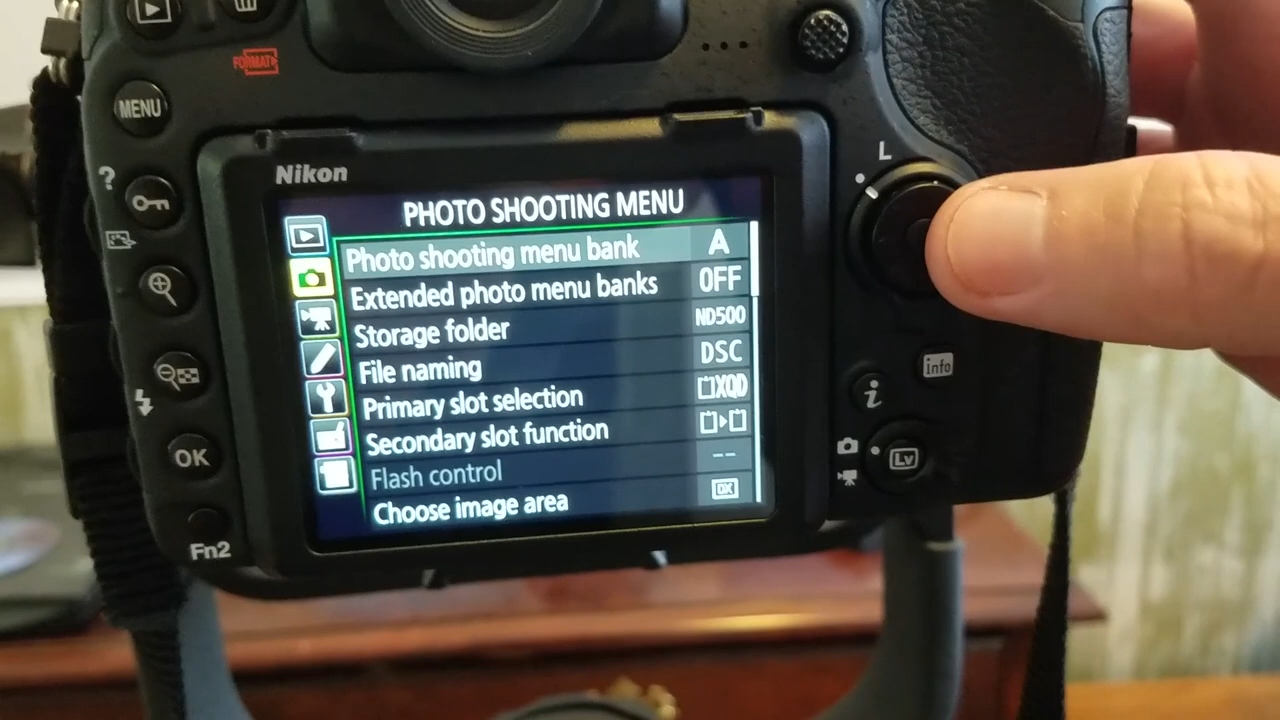 FORMAT
MENU
?
L
Nikon
PHOTO SHOOTING MENU
Photo shooting menu bank A
Extended photo menu banks OFF
Storage folder ND500
File naming DSC
Primary slot selection XQD
Secondary slot function
Flash control --
Choose image area DX
info
i
OK
Lv
Fn2